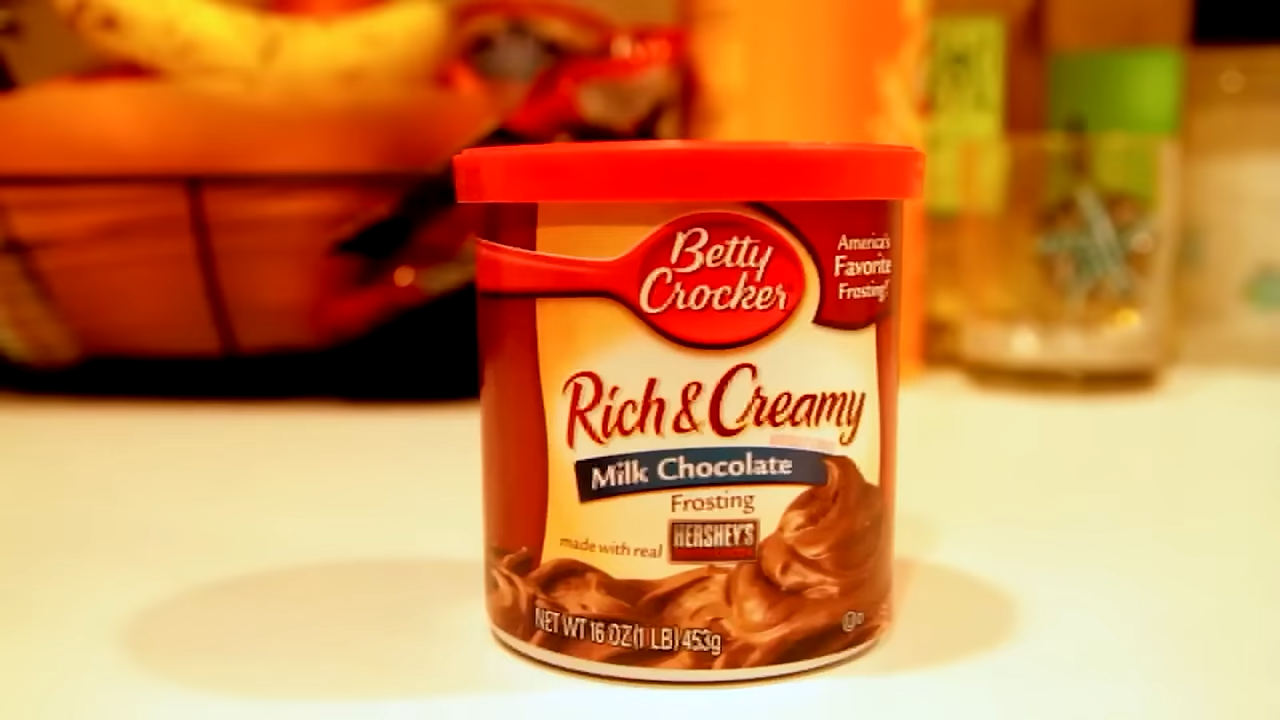 Betty
Crocker
America's
Favorite
Frosting!
Rich & Creamy
Milk Chocolate
Frosting
made with real
HERSHEY'S
NET WT 16 OZ (1 LB) 453g